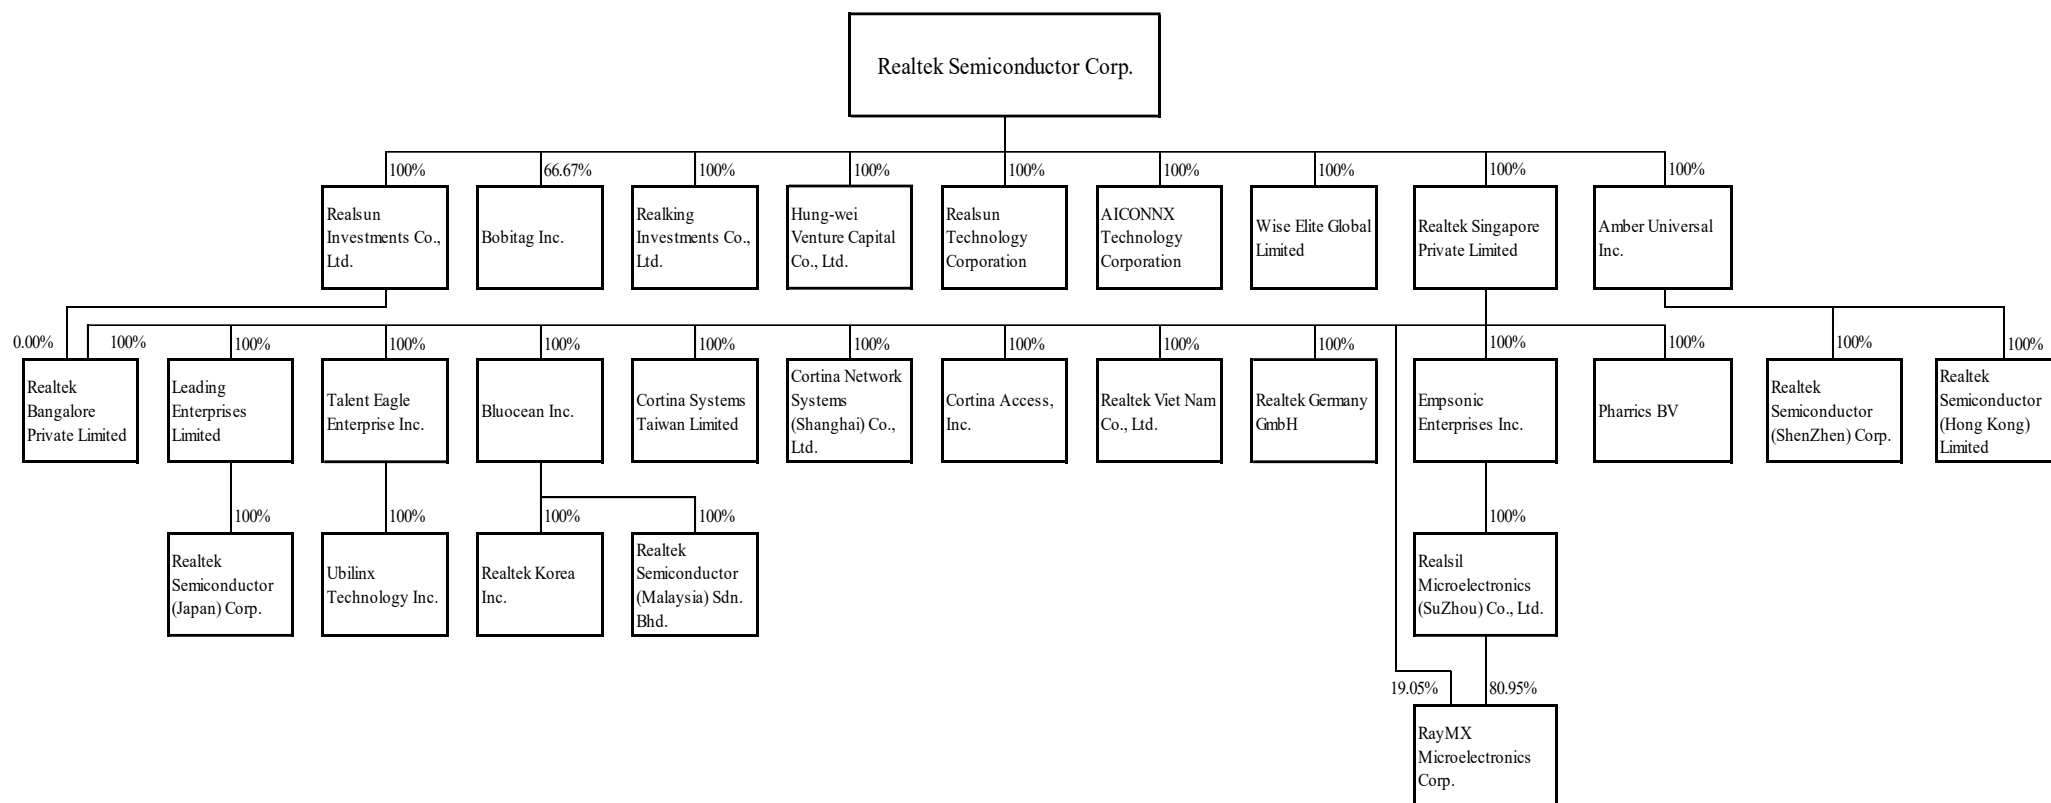 Realtek Semiconductor Corp.
100%
66.67%
100%
100%
100%
100%
100%
100%
100%
Realsun
Investments Co.,
Ltd.
Bobitag Inc.
Realking
Investments Co.,
Ltd.
Hung-wei
Venture Capital
Co., Ltd.
Realsun
Technology
Corporation
AICONNX
Technology
Corporation
Wise Elite Global
Limited
Realtek Singapore
Private Limited
Amber Universal
Inc.
0.00%
100%
100%
100%
100%
100%
100%
100%
100%
100%
100%
100%
100%
100%
Realtek
Bangalore
Private Limited
Leading
Enterprises
Limited
Talent Eagle
Enterprise Inc.
Bluocean Inc.
Cortina Systems
Taiwan Limited
Cortina Network
Systems
(Shanghai) Co.,
Ltd.
Cortina Access,
Inc.
Realtek Viet Nam
Co., Ltd.
Realtek Germany
GmbH
Empsonic
Enterprises Inc.
Pharrics BV
Realtek
Semiconductor
(ShenZhen) Corp.
Realtek
Semiconductor
(Hong Kong)
Limited
100%
100%
100%
100%
100%
Realtek
Semiconductor
(Japan) Corp.
Ubilinx
Technology Inc.
Realtek Korea
Inc.
Realtek
Semiconductor
(Malaysia) Sdn.
Bhd.
Realsil
Microelectronics
(SuZhou) Co., Ltd.
19.05%
80.95%
RayMX
Microelectronics
Corp.